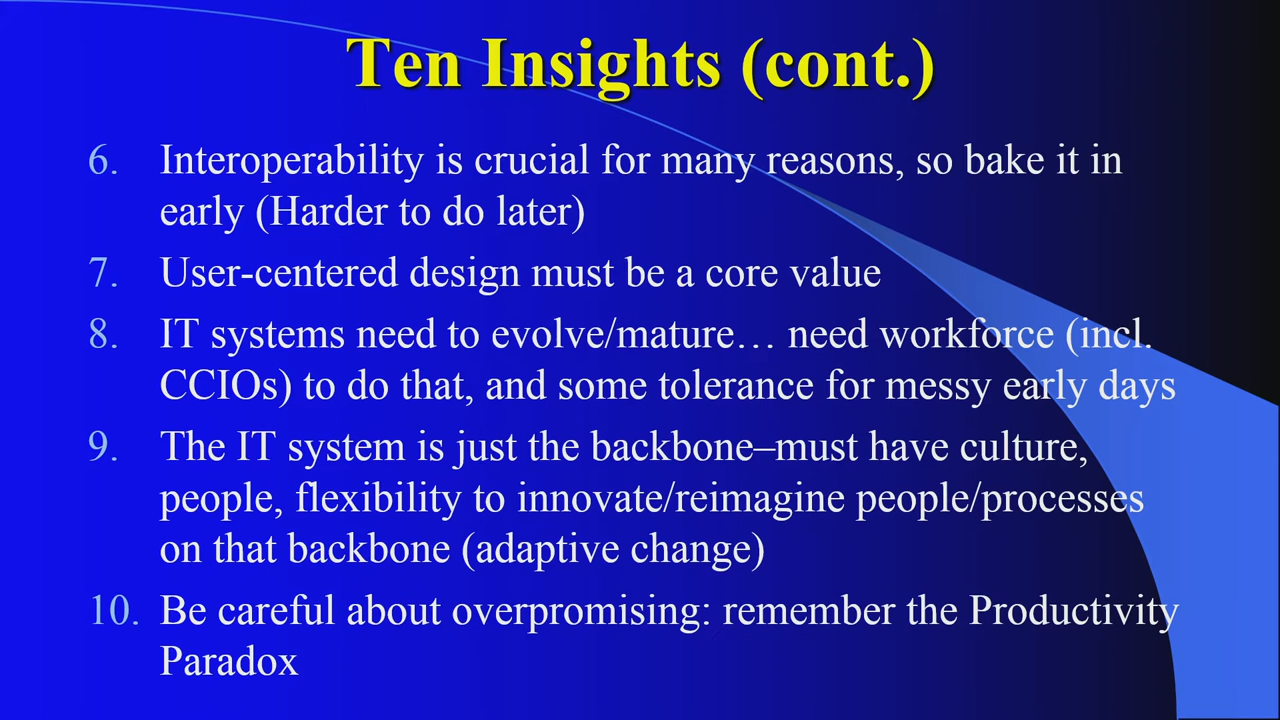 Ten Insights (cont.)
6. Interoperability is crucial for many reasons, so bake it in
early (Harder to do later)
7. User-centered design must be a core value
8. IT systems need to evolve/mature… need workforce (incl.
CCIOs) to do that, and some tolerance for messy early days
9. The IT system is just the backbone–must have culture,
people, flexibility to innovate/reimagine people/processes
on that backbone (adaptive change)
10. Be careful about overpromising: remember the Productivity
Paradox